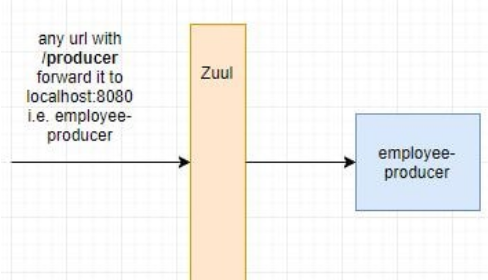 any url with
/producer
forward it to
localhost:8080
i.e. employee-
producer
Zuul
employee-
producer